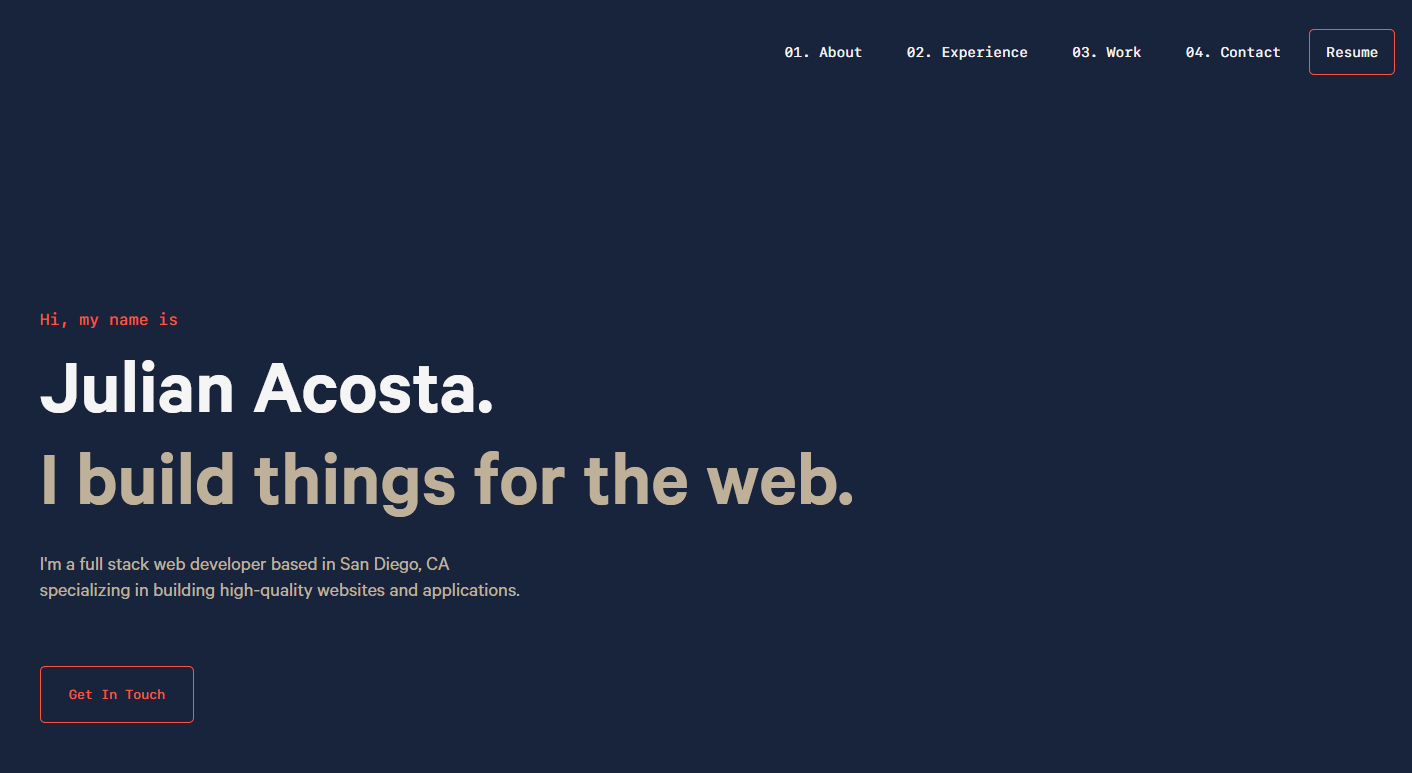 01. About 02. Experience 03. Work 04. Contact Resume
Hi, my name is
Julian Acosta.
I build things for the web.
I'm a full stack web developer based in San Diego, CA
specializing in building high-quality websites and applications.
Get In Touch